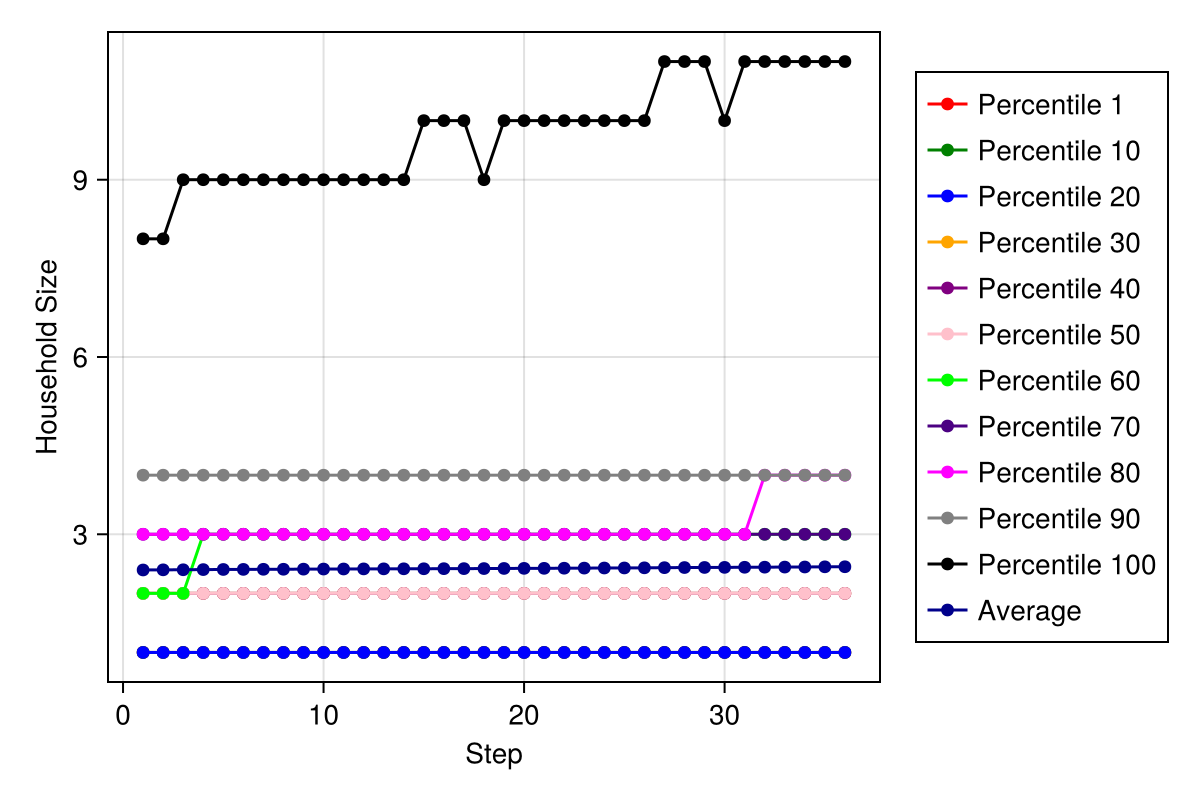 9
6
3
Household Size
0 10 20 30
Step
Percentile 1
Percentile 10
Percentile 20
Percentile 30
Percentile 40
Percentile 50
Percentile 60
Percentile 70
Percentile 80
Percentile 90
Percentile 100
Average